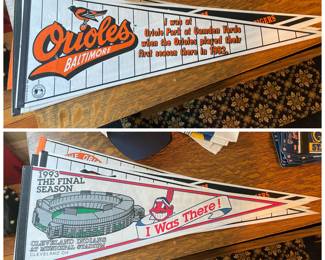 Orioles
BALTIMORE
I was at
Oriole Park at Camden Yards
when the Orioles played their
first season there in 1992.
1993
THE FINAL
SEASON
I Was There!
CLEVELAND INDIANS
AT MUNICIPAL STADIUM
CLEVELAND OH